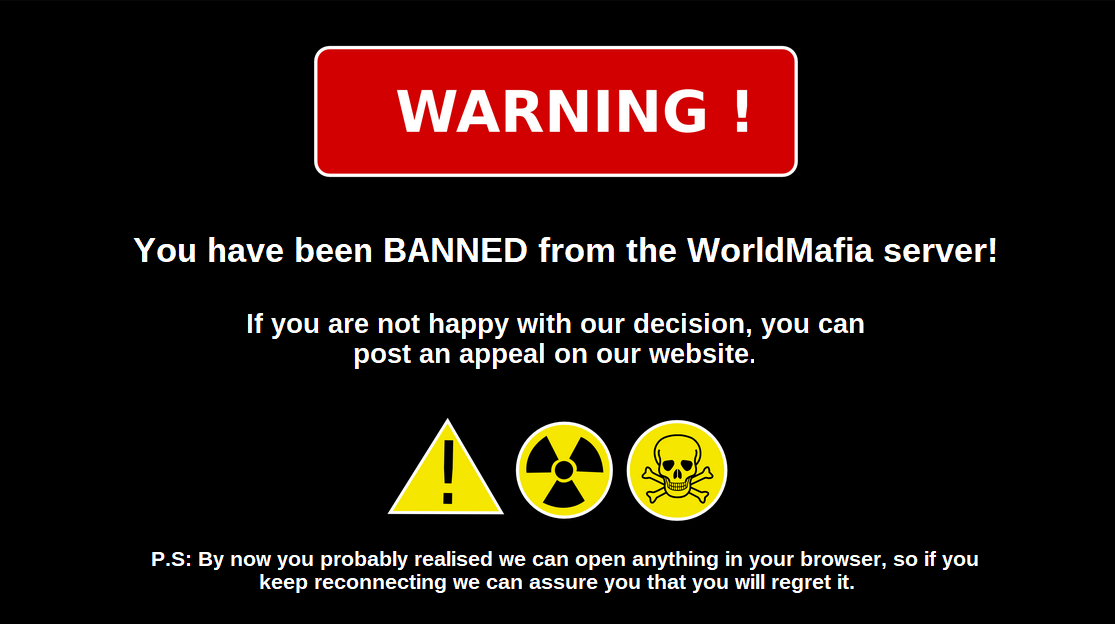 WARNING !
You have been BANNED from the WorldMafia server!
If you are not happy with our decision, you can
post an appeal on our website.
!
P.S: By now you probably realised we can open anything in your browser, so if you
keep reconnecting we can assure you that you will regret it.